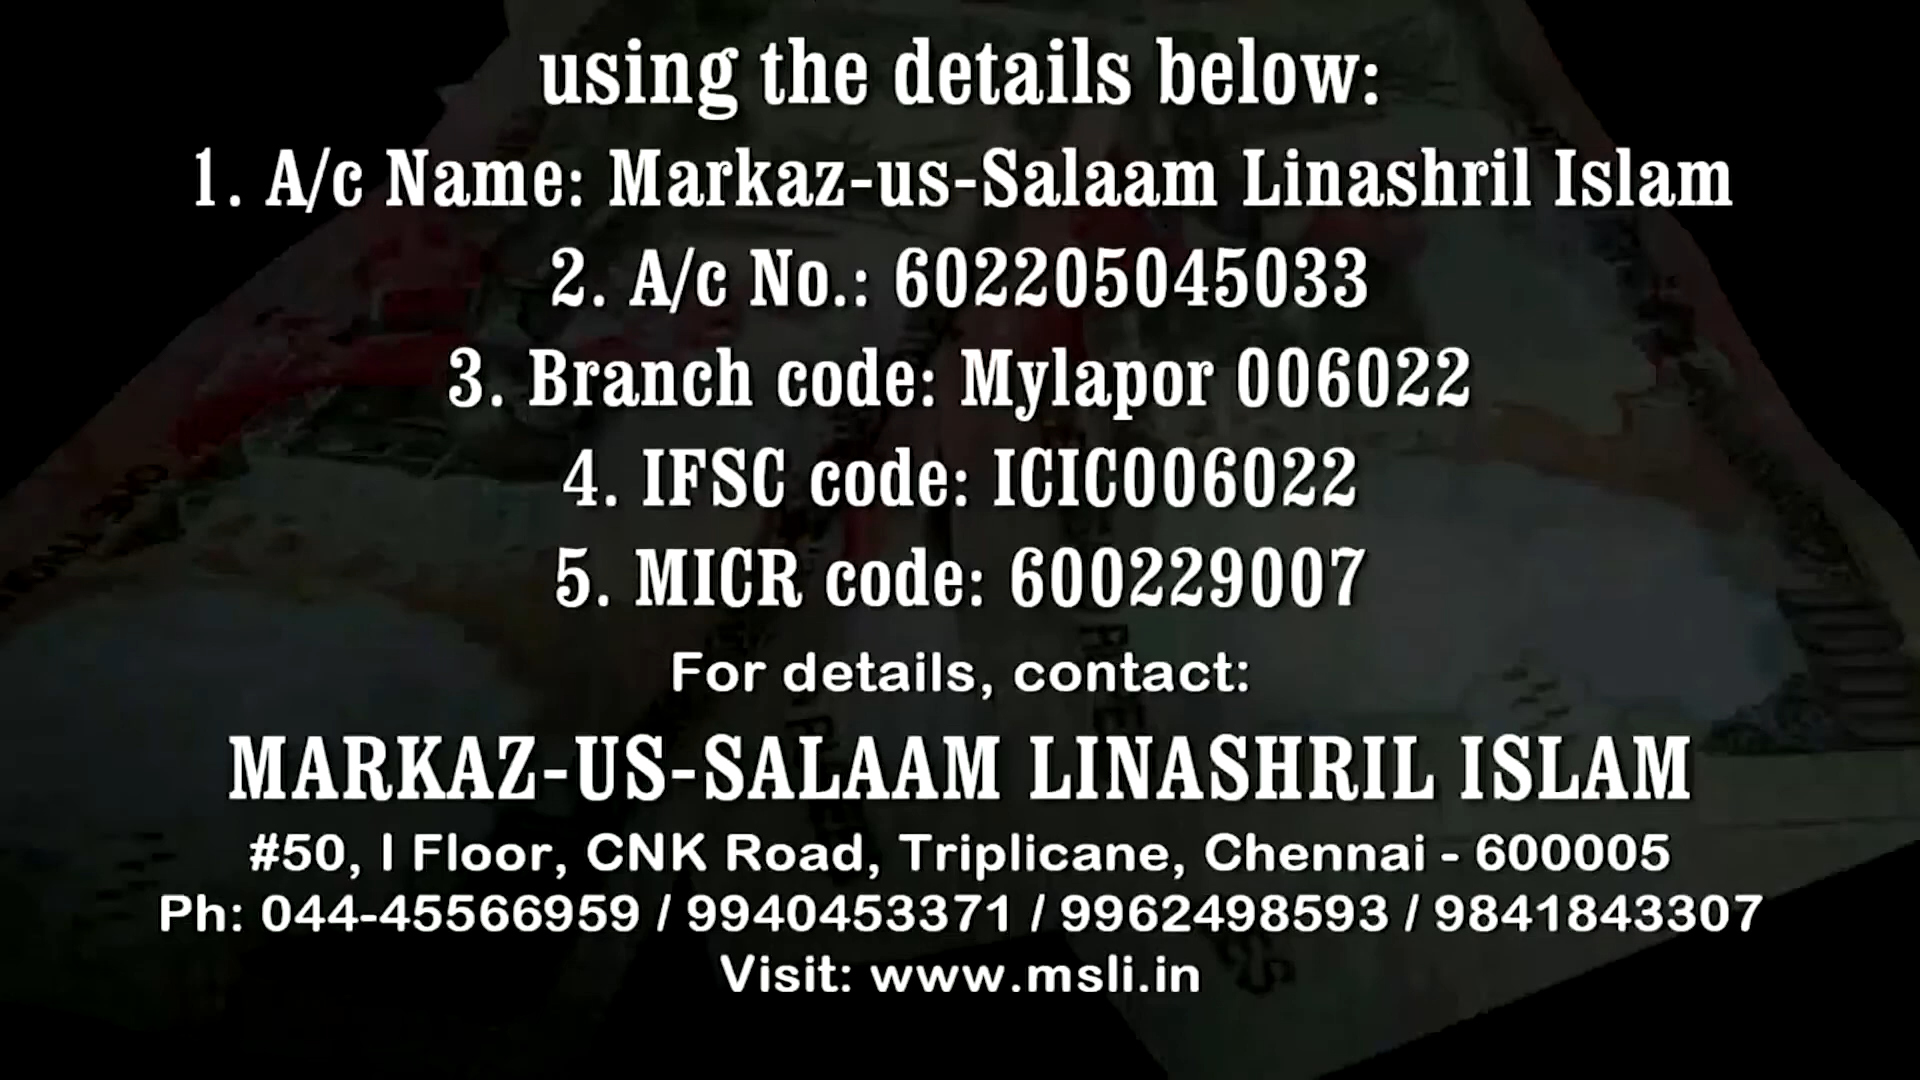 using the details below:
1. A/c Name: Markaz-us-Salaam Linashril Islam
2. A/c No.: 602205045033
3. Branch code: Mylapor 006022
4. IFSC code: ICIC006022
5. MICR code: 600229007
For details, contact:
MARKAZ-US-SALAAM LINASHRIL ISLAM
#50, I Floor, CNK Road, Triplicane, Chennai - 600005
Ph: 044-45566959 / 9940453371 / 9962498593 / 9841843307
Visit: www.msli.in